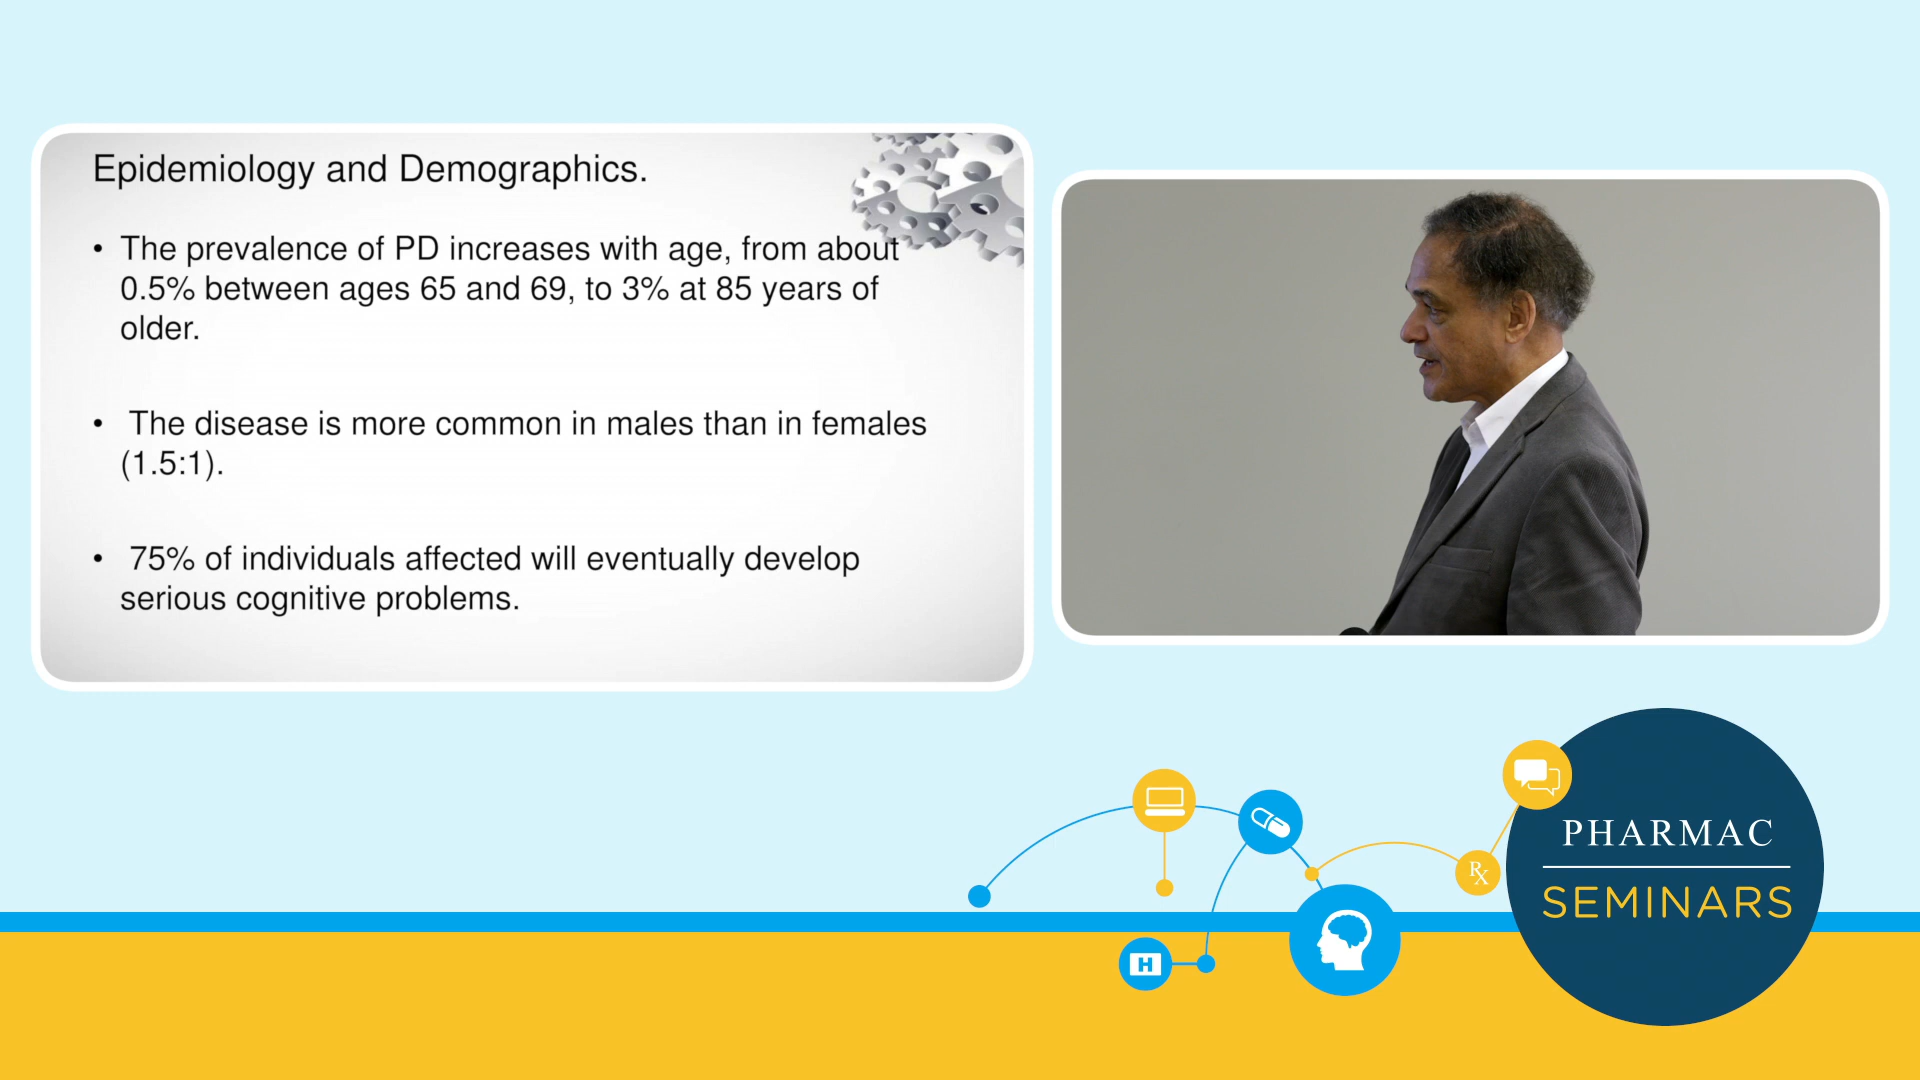 Epidemiology and Demographics.
• The prevalence of PD increases with age, from about
0.5% between ages 65 and 69, to 3% at 85 years of
older.
• The disease is more common in males than in females
(1.5:1).
• 75% of individuals affected will eventually develop
serious cognitive problems.
PHARMAC
SEMINARS
Rx
H